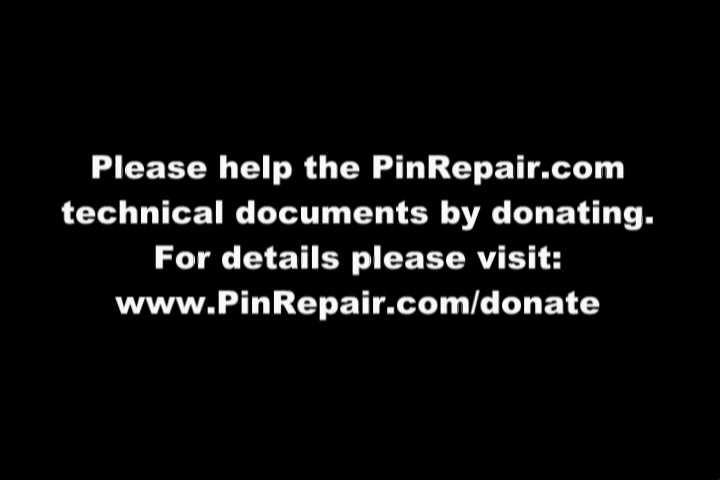 Please help the PinRepair.com
technical documents by donating.
For details please visit:
www.PinRepair.com/donate